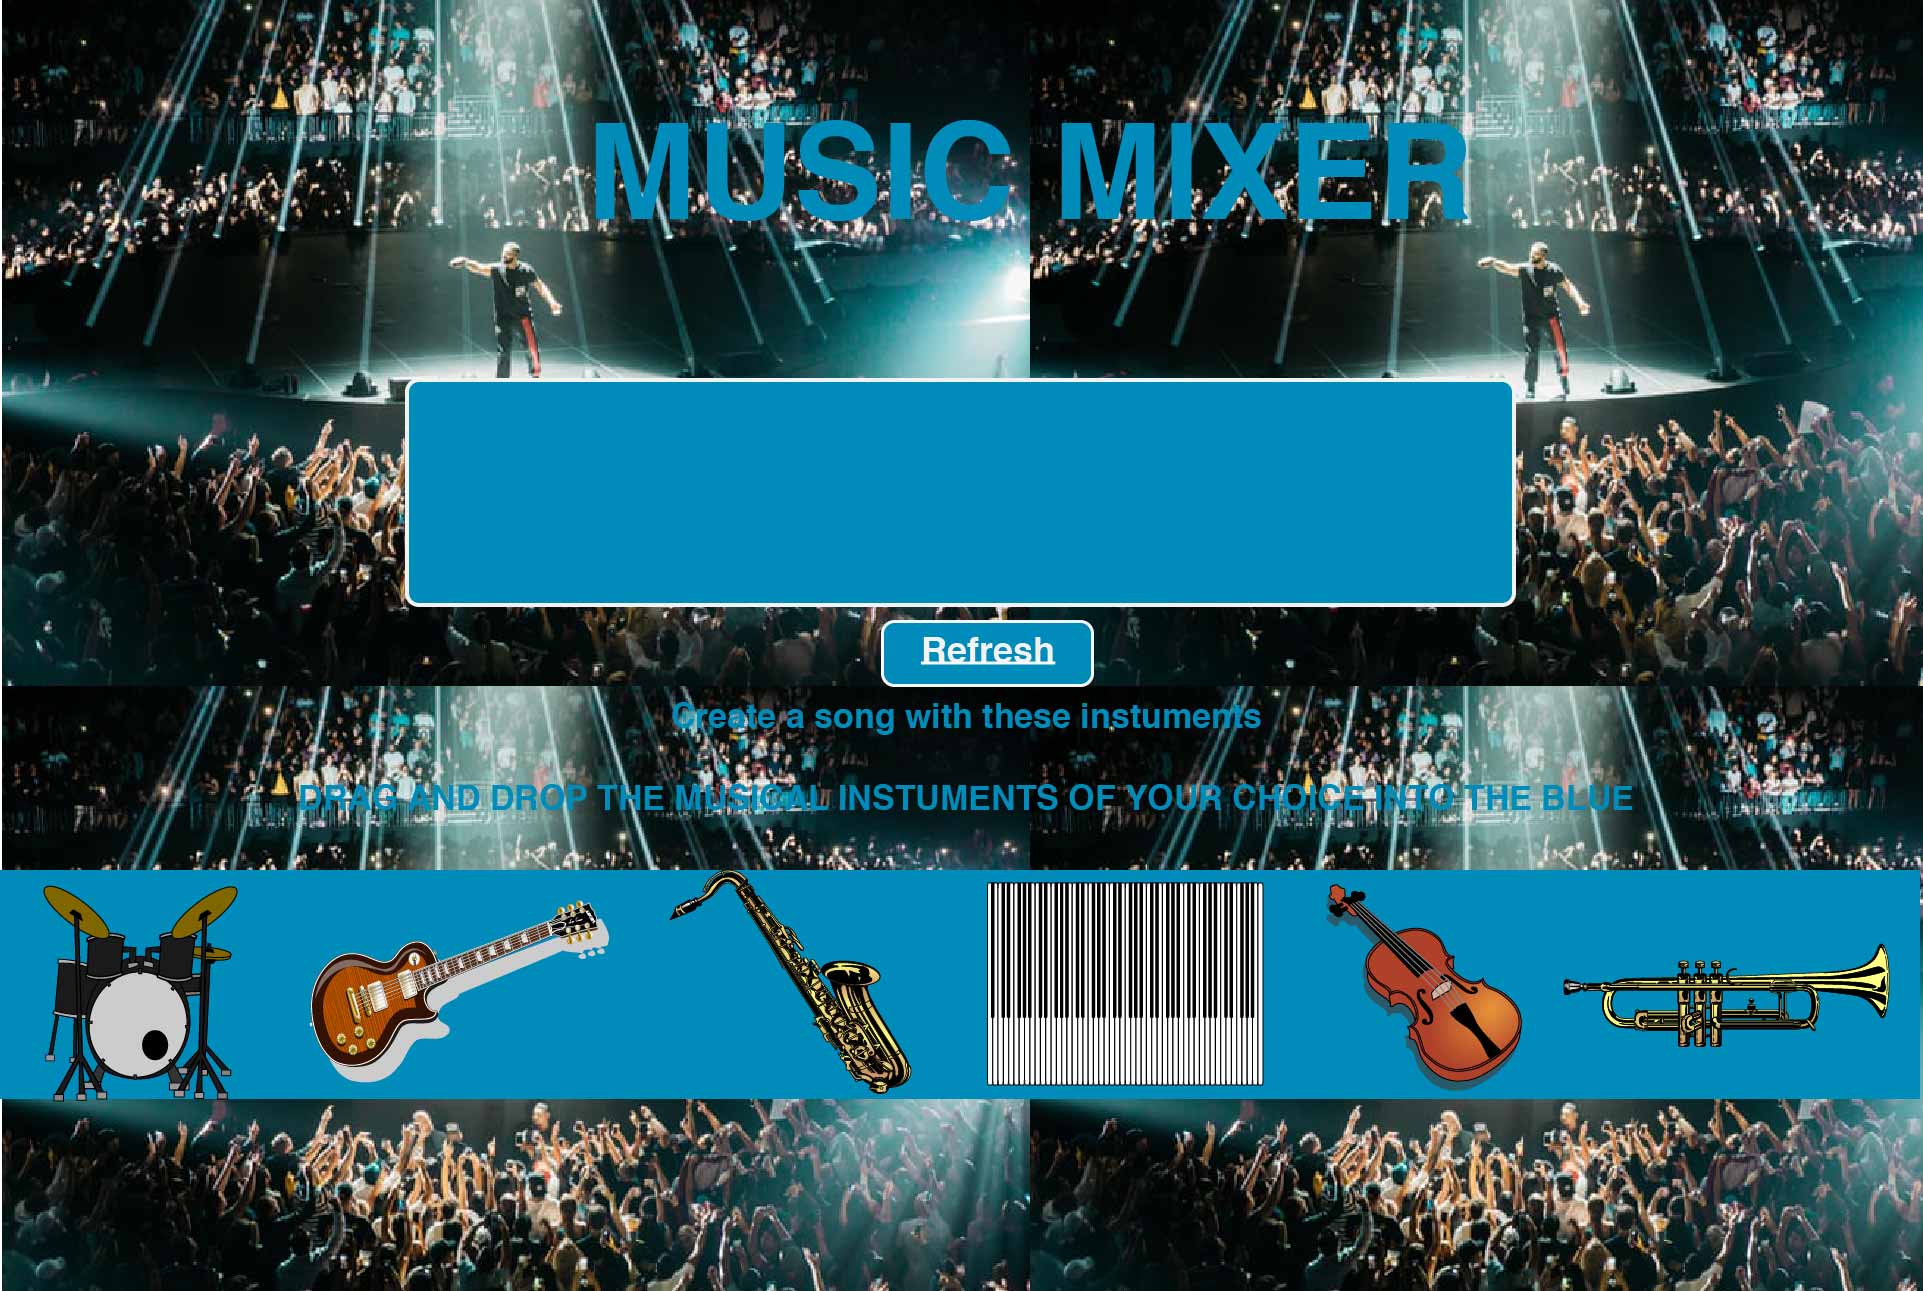 MUSIC MIXER
Refresh
Create a song with these instuments
DRAG AND DROP THE MUSICAL INSTUMENTS OF YOUR CHOICE INTO THE BLUE